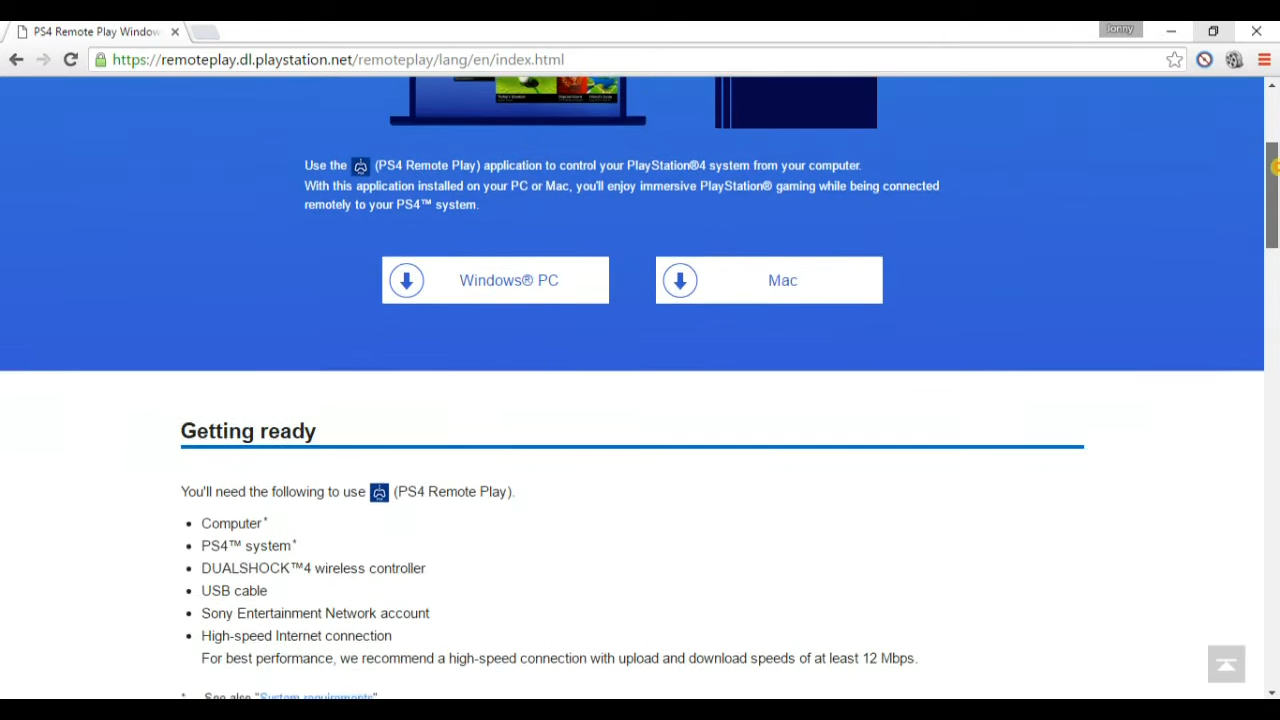 PS4 Remote Play Window
Jonny
https://remoteplay.dl.playstation.net/remoteplay/lang/en/index.html
Use the (PS4 Remote Play) application to control your PlayStation®4 system from your computer.
With this application installed on your PC or Mac, you'll enjoy immersive PlayStation® gaming while being connected
remotely to your PS4™ system.
Windows® PC
Mac
Getting ready
You'll need the following to use (PS4 Remote Play).
• Computer*
• PS4™ system*
• DUALSHOCK™4 wireless controller
• USB cable
• Sony Entertainment Network account
• High-speed Internet connection
For best performance, we recommend a high-speed connection with upload and download speeds of at least 12 Mbps.
* See also "System requirements"